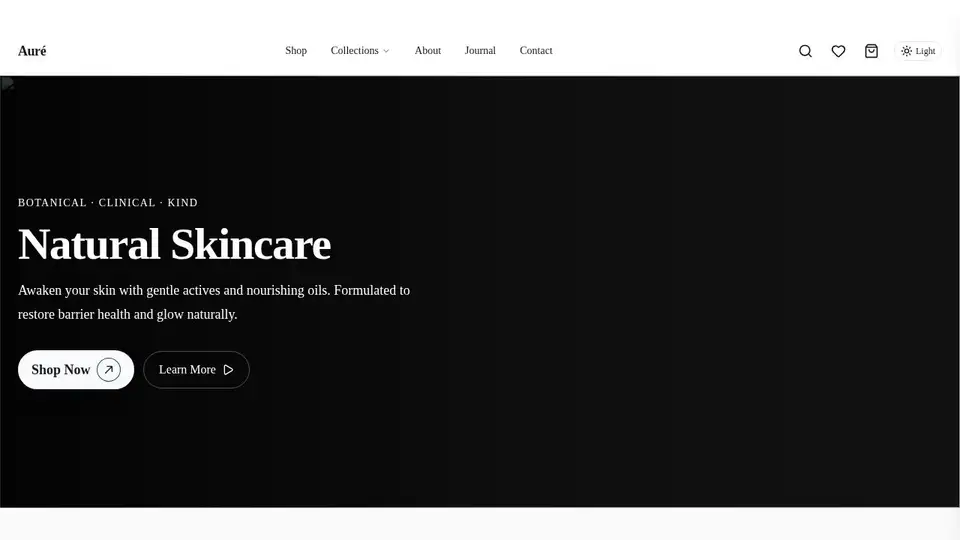 Auré
Shop
Collections
About
Journal
Contact
Light
BOTANICAL · CLINICAL · KIND
Natural Skincare
Awaken your skin with gentle actives and nourishing oils. Formulated to
restore barrier health and glow naturally.
Shop Now
Learn More